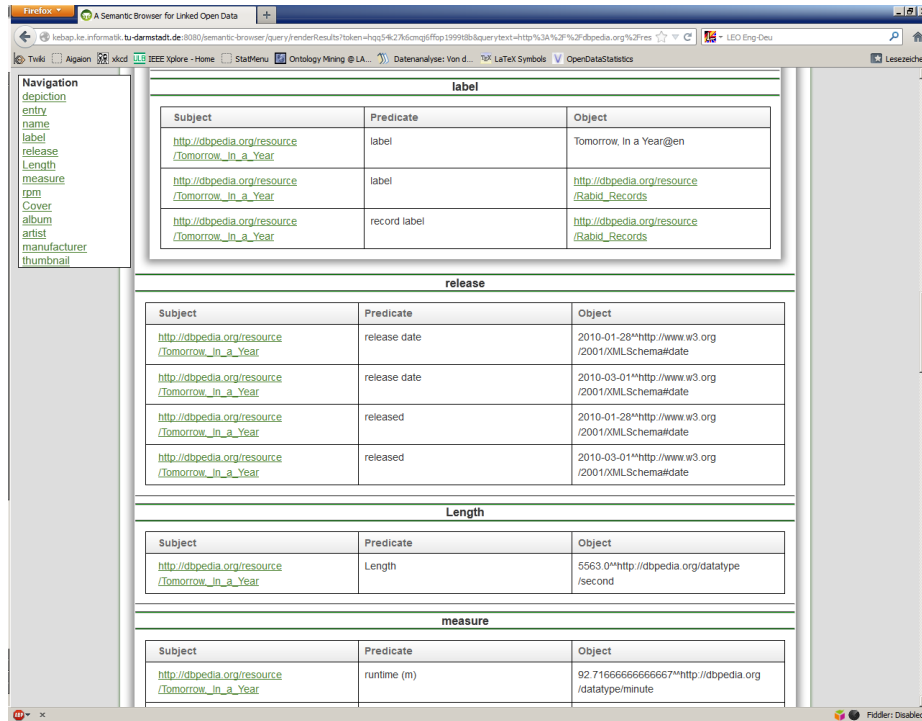 Firefox
A Semantic Browser for Linked Open Data
+
kebap.ke.informatik.tu-darmstadt.de:8080/semantic-browser/query/renderResults?token=hqq54k27k6cmqj6ffop1999t8b&querytext=http%3A%2F%2Fdbpedia.org%2Fres
LEO Eng-Deu
Twiki Aigaion xkcd ULB IEEE Xplore - Home StatMenu Ontology Mining @ LA... Datenanalyse: Von d... TeX LaTeX Symbols V OpenDataStatistics
Lesezeiche
Navigation
depiction
entry
name
label
release
Length
measure
rpm
Cover
album
artist
manufacturer
thumbnail
label
Subject Predicate Object
http://dbpedia.org/resource label Tomorrow, In a Year@en
/Tomorrow,_In_a_Year
http://dbpedia.org/resource label http://dbpedia.org/resource
/Tomorrow,_In_a_Year /Rabid_Records
http://dbpedia.org/resource record label http://dbpedia.org/resource
/Tomorrow,_In_a_Year /Rabid_Records
release
Subject Predicate Object
http://dbpedia.org/resource release date 2010-01-28^^http://www.w3.org
/Tomorrow,_In_a_Year /2001/XMLSchema#date
http://dbpedia.org/resource release date 2010-03-01^^http://www.w3.org
/Tomorrow,_In_a_Year /2001/XMLSchema#date
http://dbpedia.org/resource released 2010-01-28^^http://www.w3.org
/Tomorrow,_In_a_Year /2001/XMLSchema#date
http://dbpedia.org/resource released 2010-03-01^^http://www.w3.org
/Tomorrow,_In_a_Year /2001/XMLSchema#date
Length
Subject Predicate Object
http://dbpedia.org/resource Length 5563.0^^http://dbpedia.org/datatype
/Tomorrow,_In_a_Year /second
measure
Subject Predicate Object
http://dbpedia.org/resource runtime (m) 92.71666666666667^^http://dbpedia.org
/Tomorrow,_In_a_Year /datatype/minute
ABP
×
Fiddler: Disabled